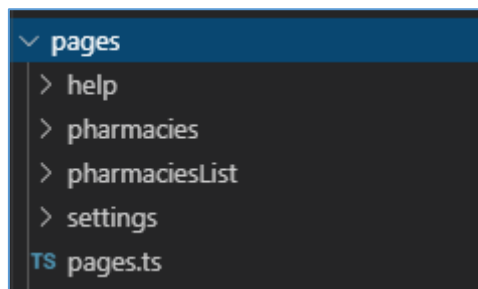 pages
help
pharmacies
pharmaciesList
settings
TS pages.ts